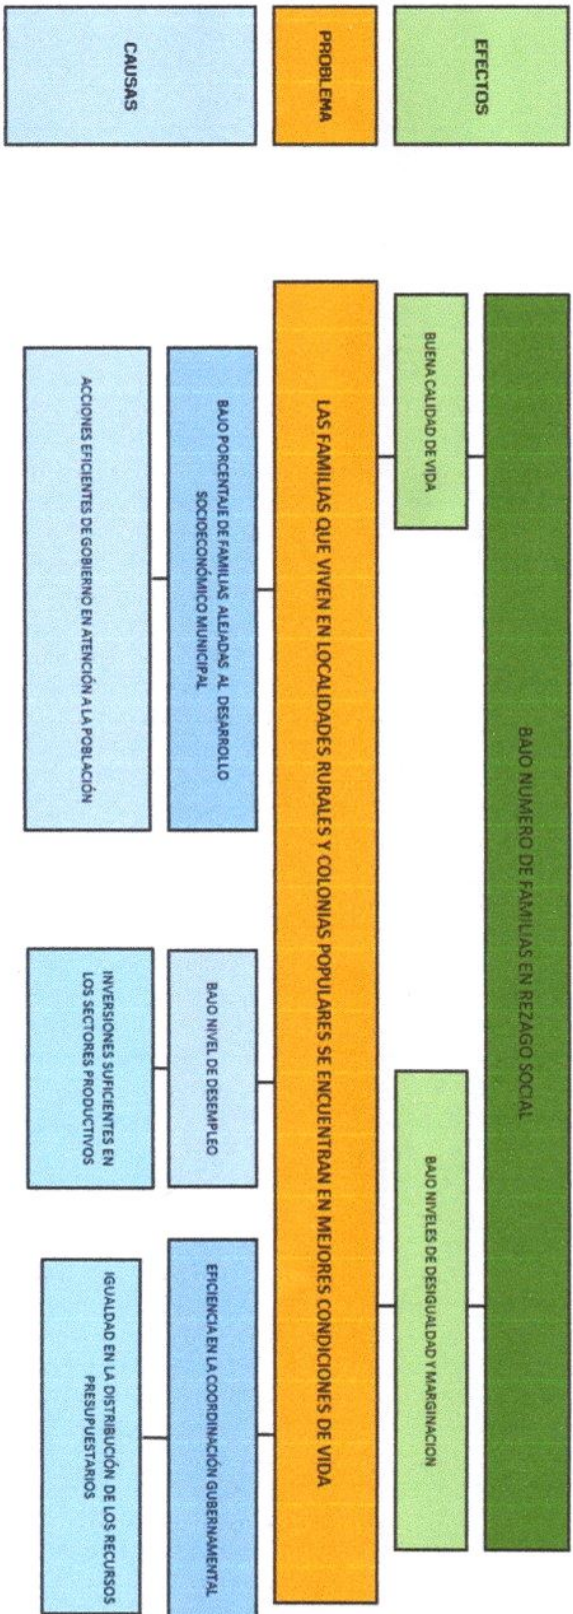 EFECTOS
BAJO NUMERO DE FAMILIAS EN REZAGO SOCIAL
BUENA CALIDAD DE VIDA
BAJO NIVELES DE DESIGUALDAD Y MARGINACION
PROBLEMA
LAS FAMILIAS QUE VIVEN EN LOCALIDADES RURALES Y COLONIAS POPULARES SE ENCUENTRAN EN MEJORES CONDICIONES DE VIDA
CAUSAS
BAJO PORCENTAJE DE FAMILIAS ALEJADAS AL DESARROLLO
SOCIOECONÓMICO MUNICIPAL
BAJO NIVEL DE DESEMPLEO
EFICIENCIA EN LA COORDINACIÓN GUBERNAMENTAL
ACCIONES EFICIENTES DE GOBIERNO EN ATENCIÓN A LA POBLACIÓN
INVERSIONES SUFICIENTES EN
LOS SECTORES PRODUCTIVOS
IGUALDAD EN LA DISTRIBUCIÓN DE LOS RECURSOS
PRESUPUESTARIOS